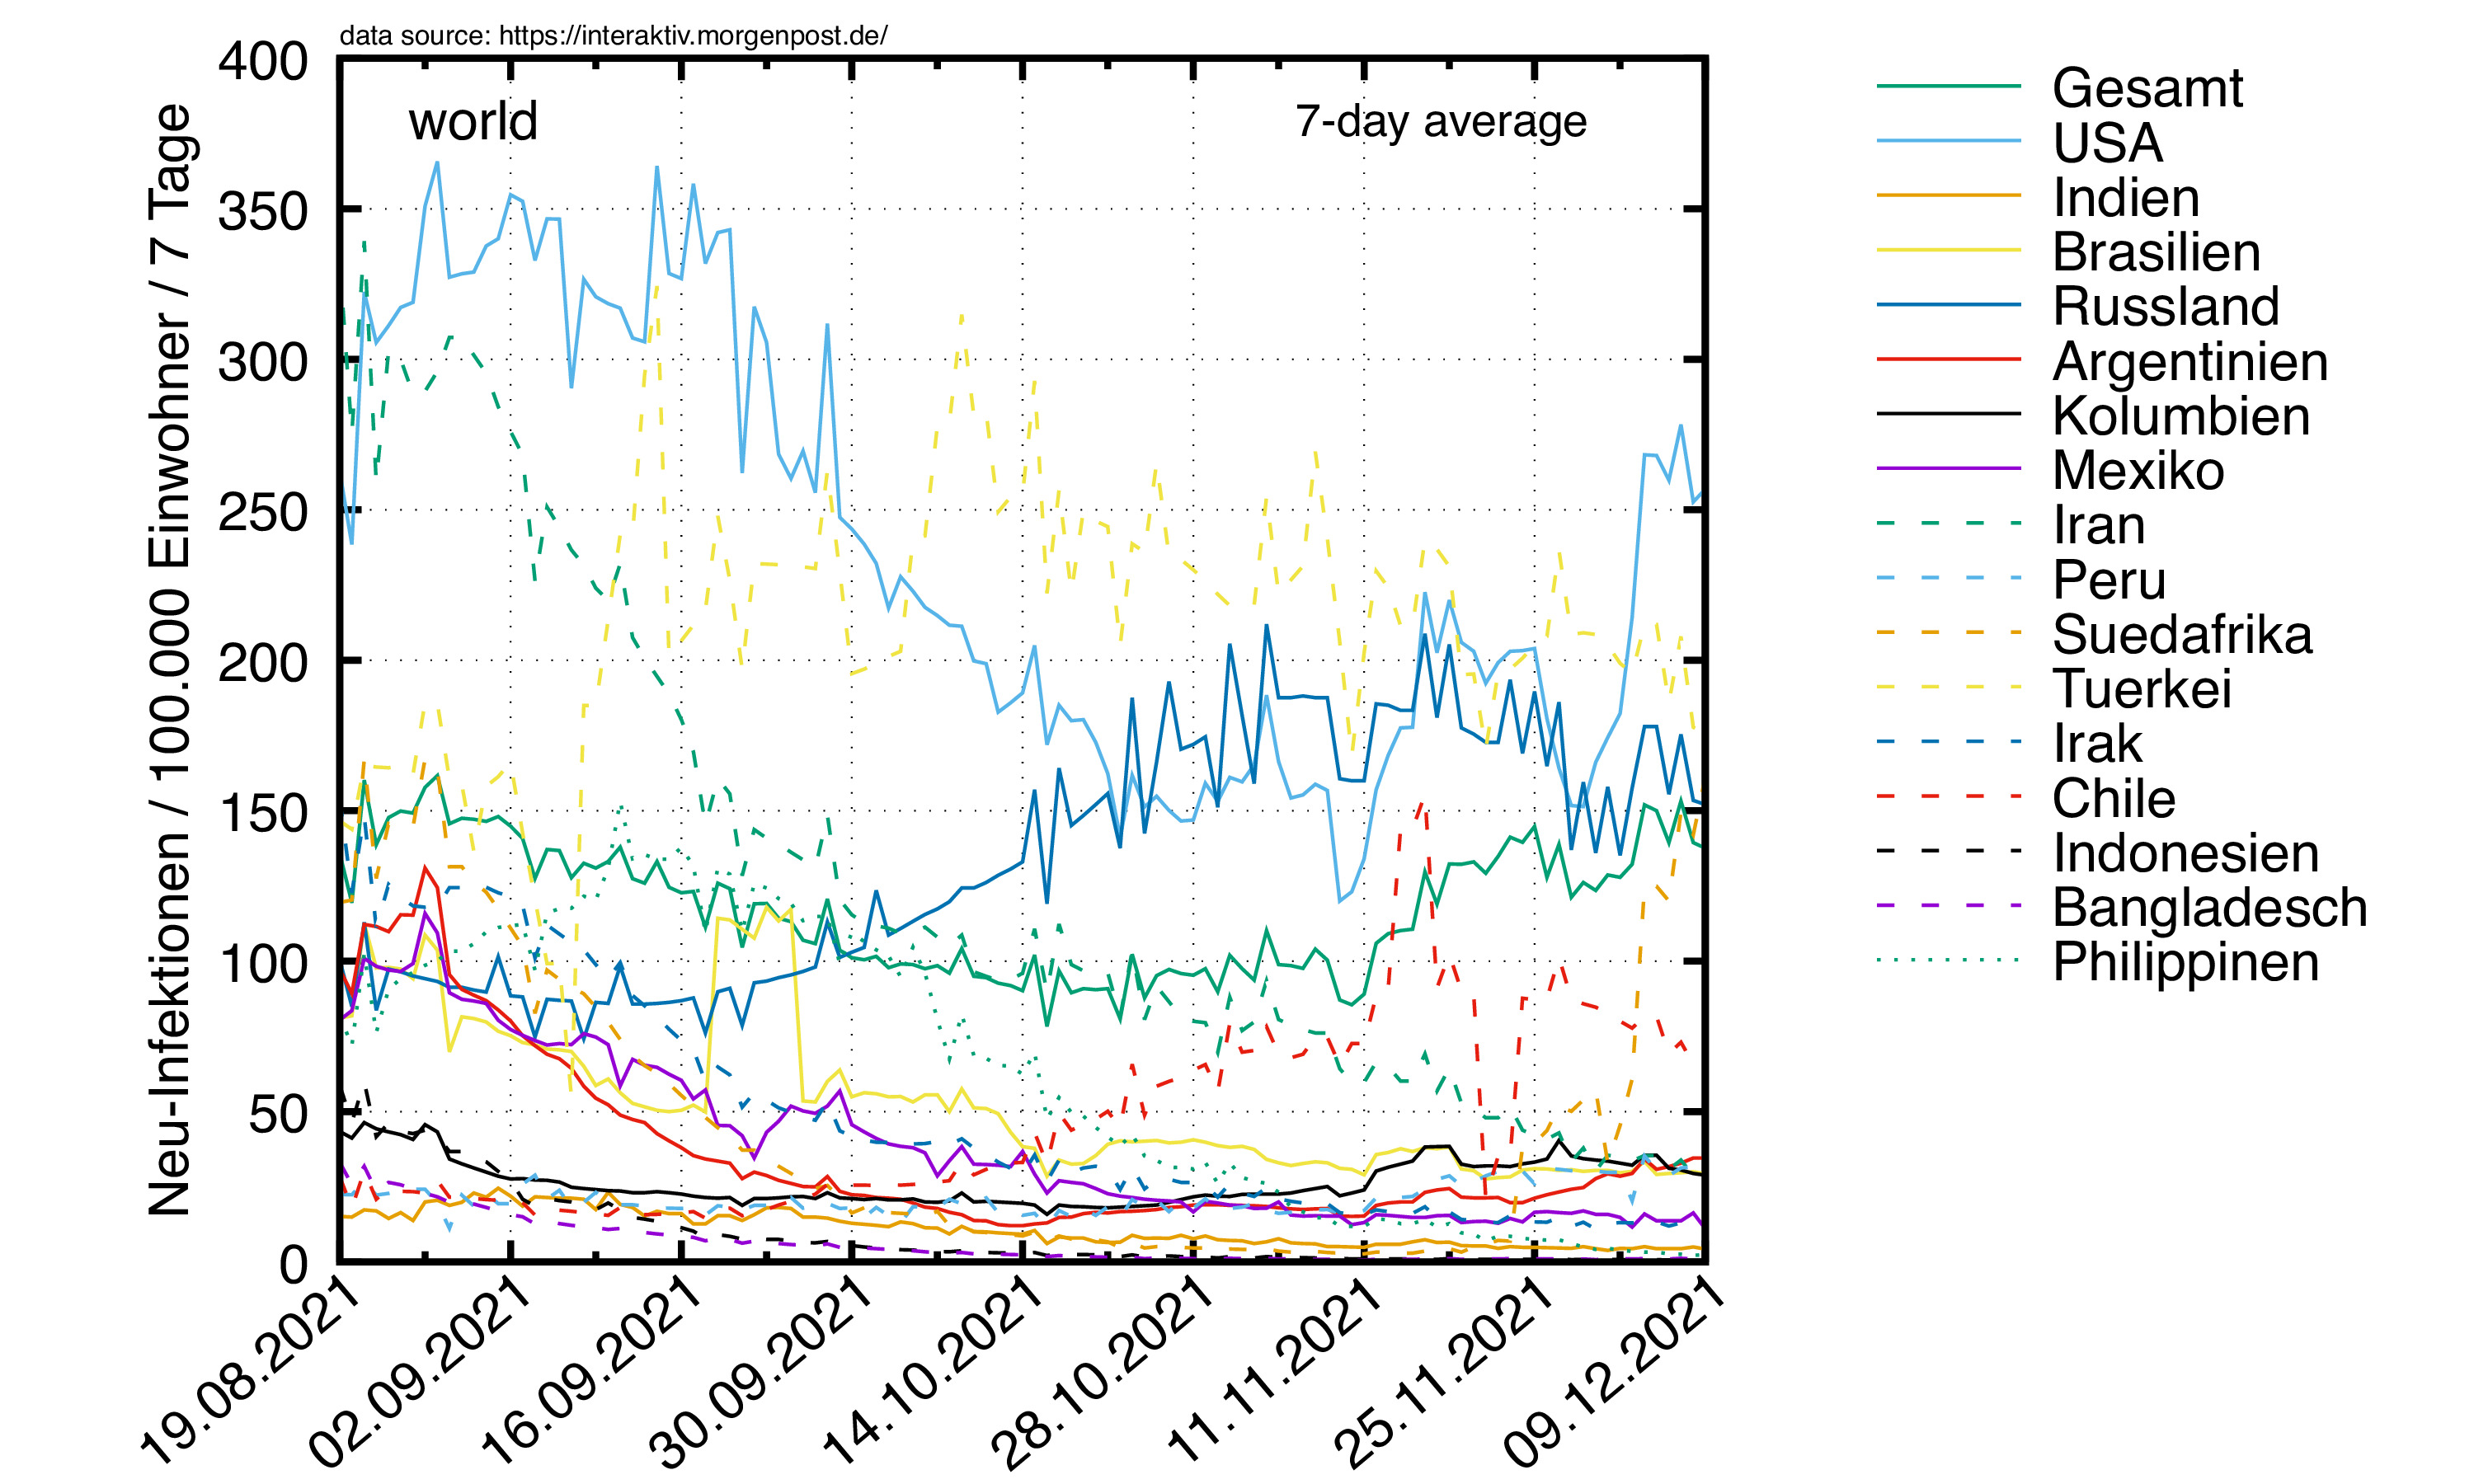 data source: https://interaktiv.morgenpost.de/
world
7-day average
Neu-Infektionen / 100.000 Einwohner / 7 Tage
400
350
300
250
200
150
100
50
0
19.08.2021
02.09.2021
16.09.2021
30.09.2021
14.10.2021
28.10.2021
11.11.2021
25.11.2021
09.12.2021
Gesamt
USA
Indien
Brasilien
Russland
Argentinien
Kolumbien
Mexiko
Iran
Peru
Suedafrika
Tuerkei
Irak
Chile
Indonesien
Bangladesch
Philippinen